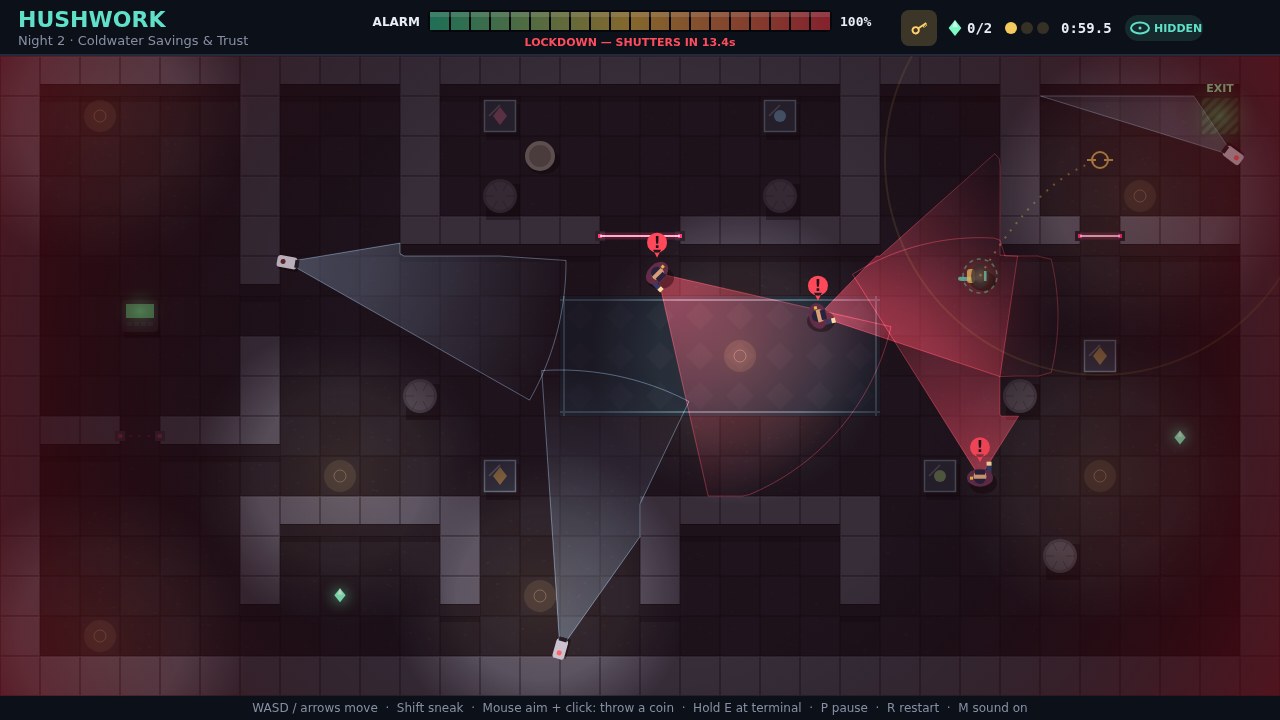 HUSHWORK
Night 2 · Coldwater Savings & Trust
ALARM
100%
LOCKDOWN — SHUTTERS IN 13.4s
0/2
0:59.5
HIDDEN
EXIT
!
!
!
WASD / arrows move · Shift sneak · Mouse aim + click: throw a coin · Hold E at terminal · P pause · R restart · M sound on